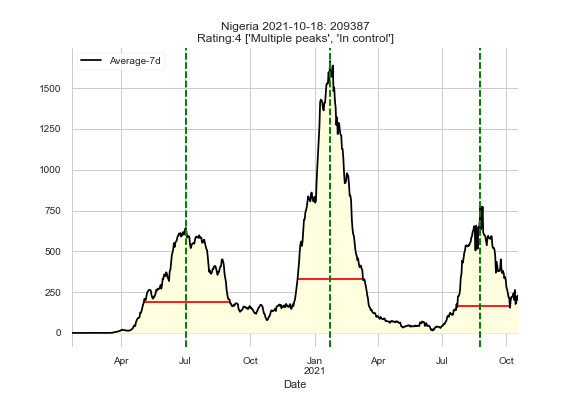 Nigeria 2021-10-18: 209387
Rating:4 ['Multiple peaks', 'In control']
Average-7d
1500
1250
1000
750
500
250
0
Apr
Jul
Oct
Jan
2021
Apr
Jul
Oct
Date